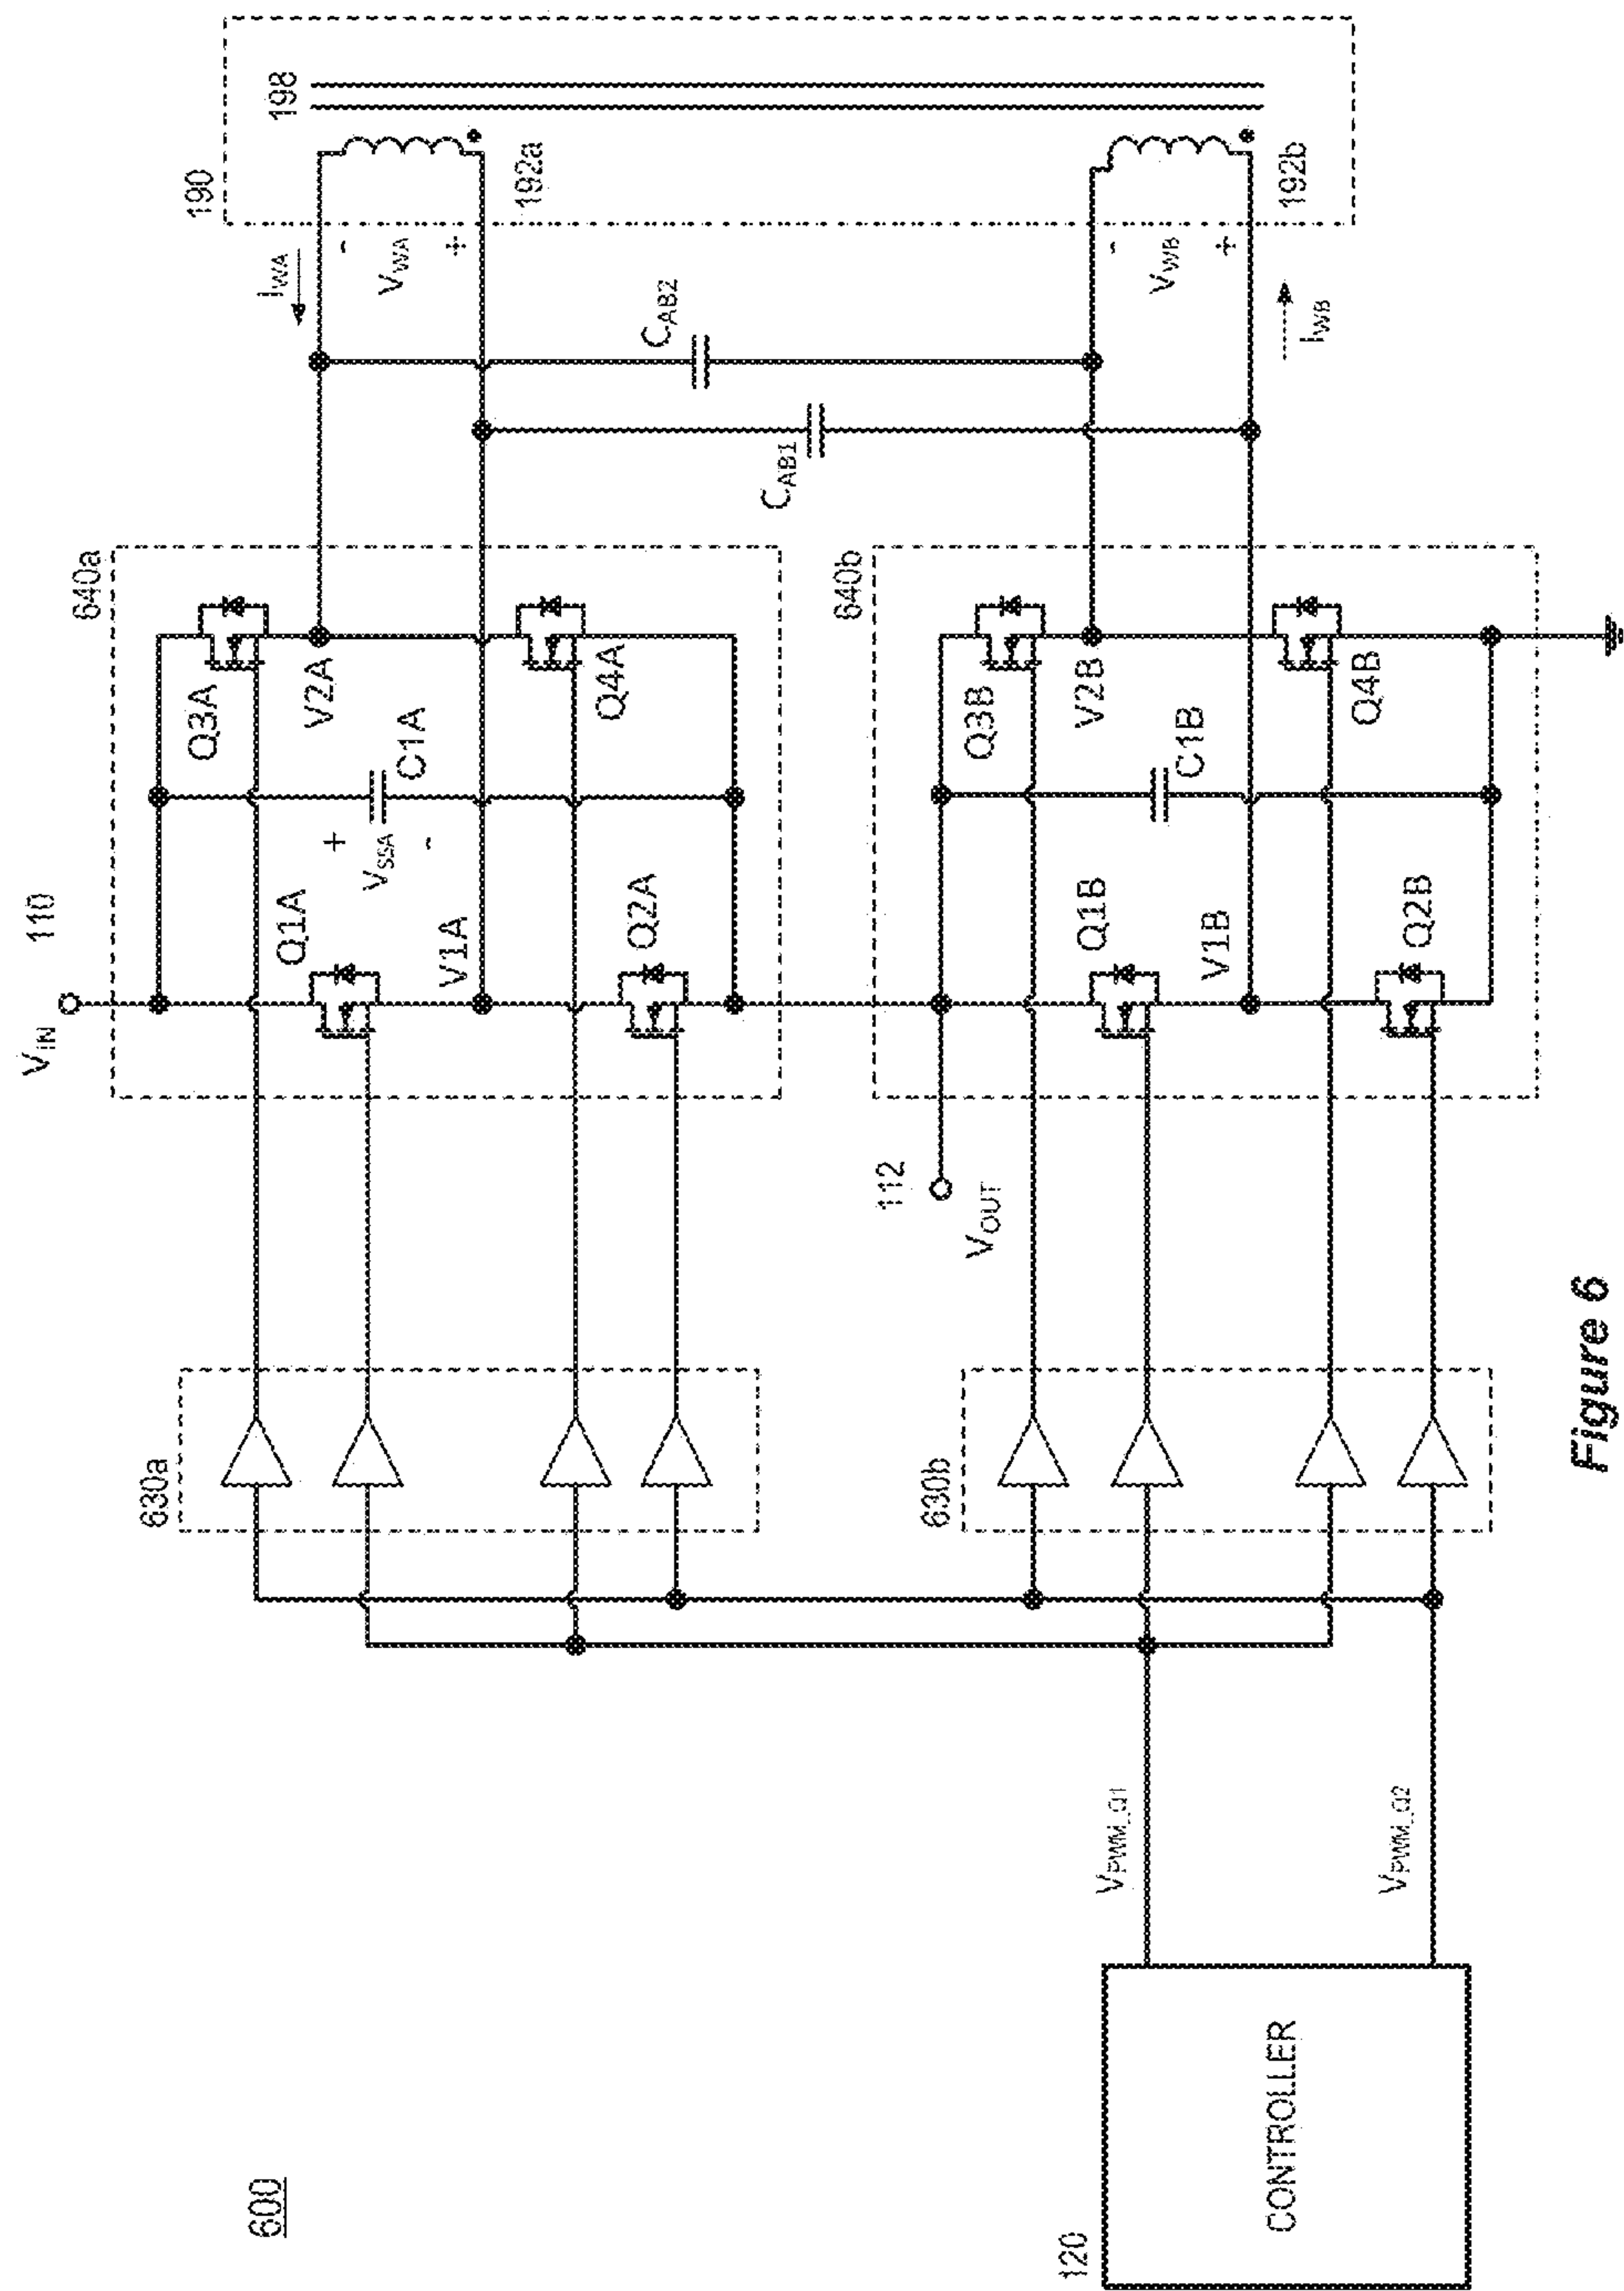 600
V_IN 110
640a
Q3A
Q1A
V2A
+
V_SSA
-
C1A
V1A
Q4A
Q2A
630a
190
198
I_WA
-
V_WA
+
192a
C_AB2
C_AB1
112
V_OUT
640b
Q3B
Q1B
V2B
C1B
V1B
Q4B
Q2B
630b
-
V_WB
+
192b
I_WB
V_PWM_Q1
V_PWM_Q2
120
CONTROLLER
Figure 6